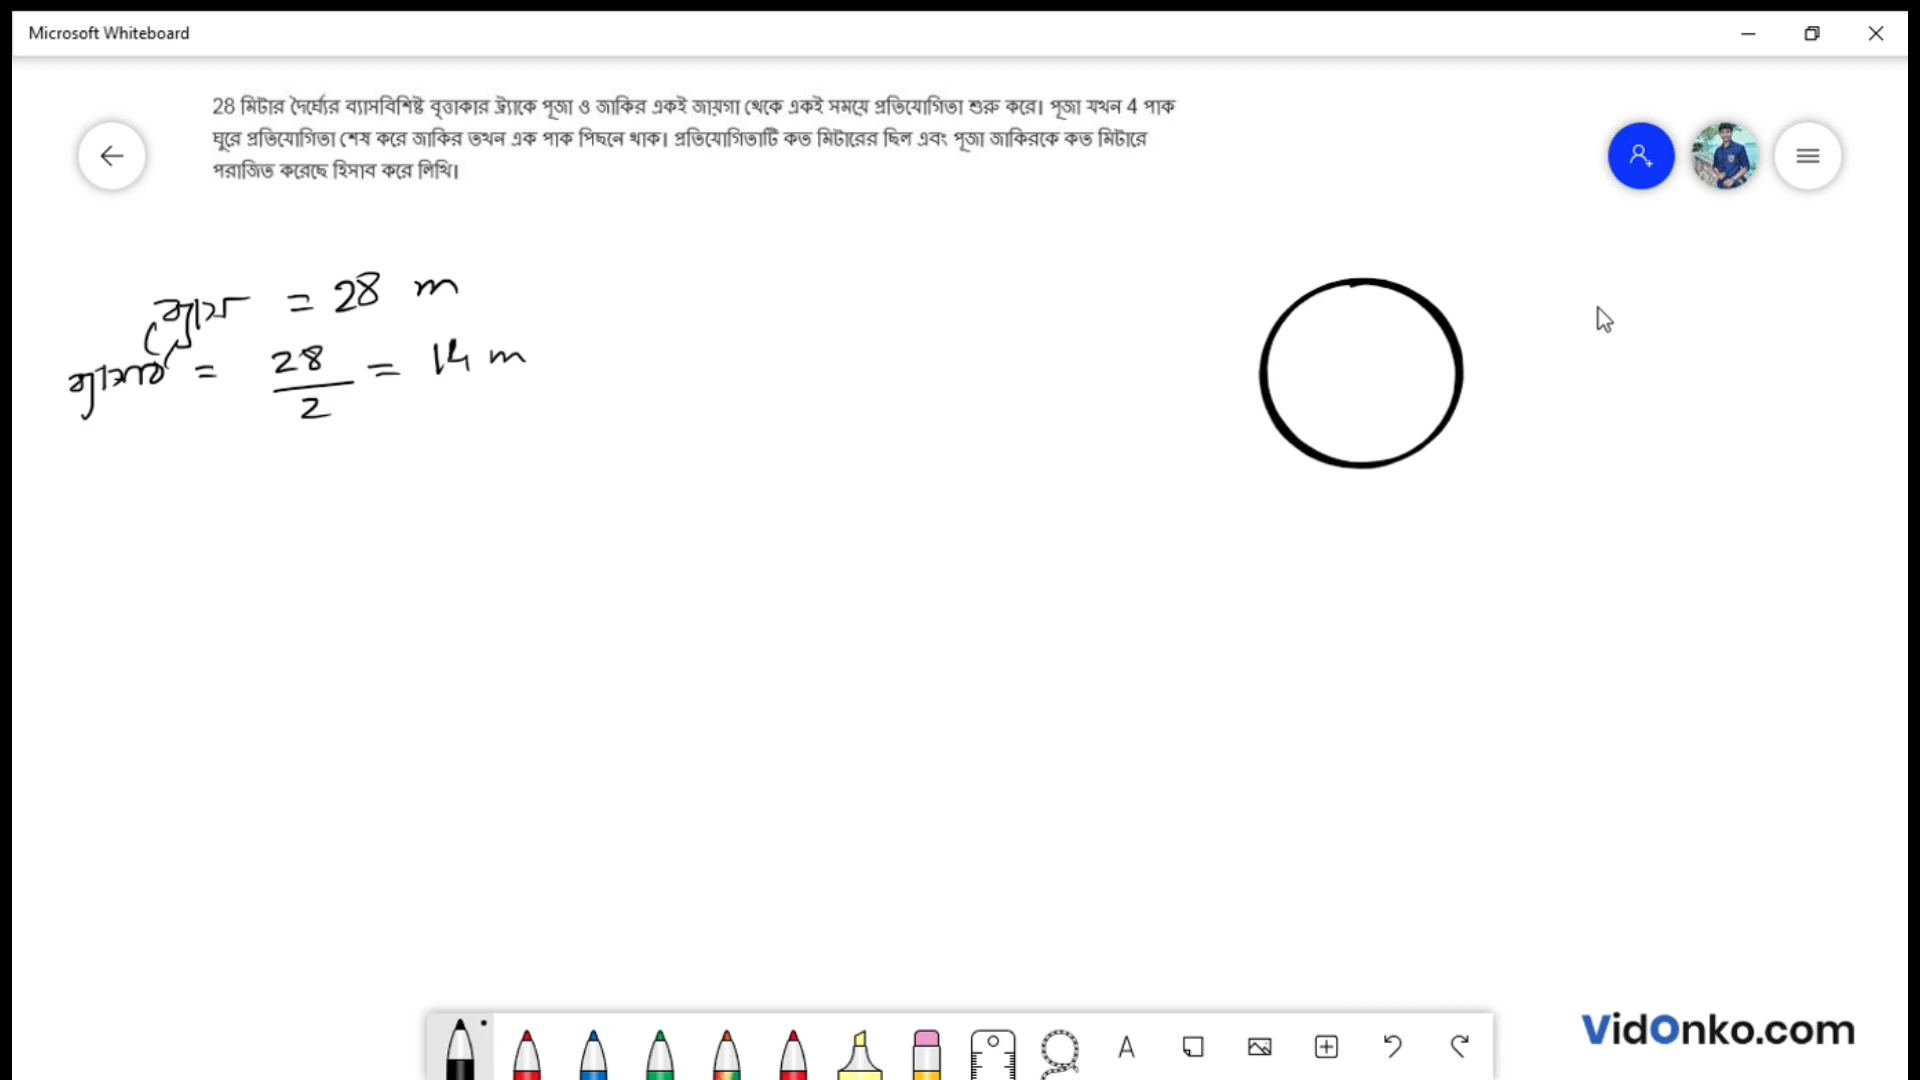 Microsoft Whiteboard
28 মিটার দৈর্ঘ্যের ব্যাসবিশিষ্ট বৃত্তাকার ট্র্যাকে পূজা ও জাকির একই জায়গা থেকে একই সময়ে প্রতিযোগিতা শুরু করে। পূজা যখন 4 পাক
ঘুরে প্রতিযোগিতা শেষ করে জাকির তখন এক পাক পিছনে থাক। প্রতিযোগিতাটি কত মিটারের ছিল এবং পূজা জাকিরকে কত মিটারে
পরাজিত করেছে হিসাব করে লিখি।
ব্যাস = 28 m
ব্যাসার্ধ = 28/2 = 14 m
A
VidOnko.com